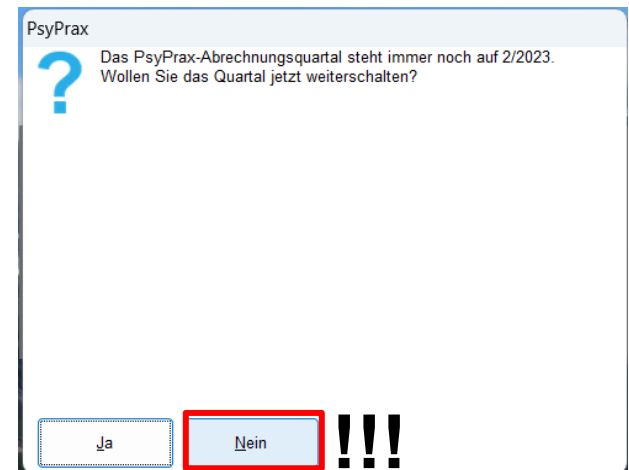 PsyPrax
Das PsyPrax-Abrechnungsquartal steht immer noch auf 2/2023.
Wollen Sie das Quartal jetzt weiterschalten?
Ja
Nein
!!!